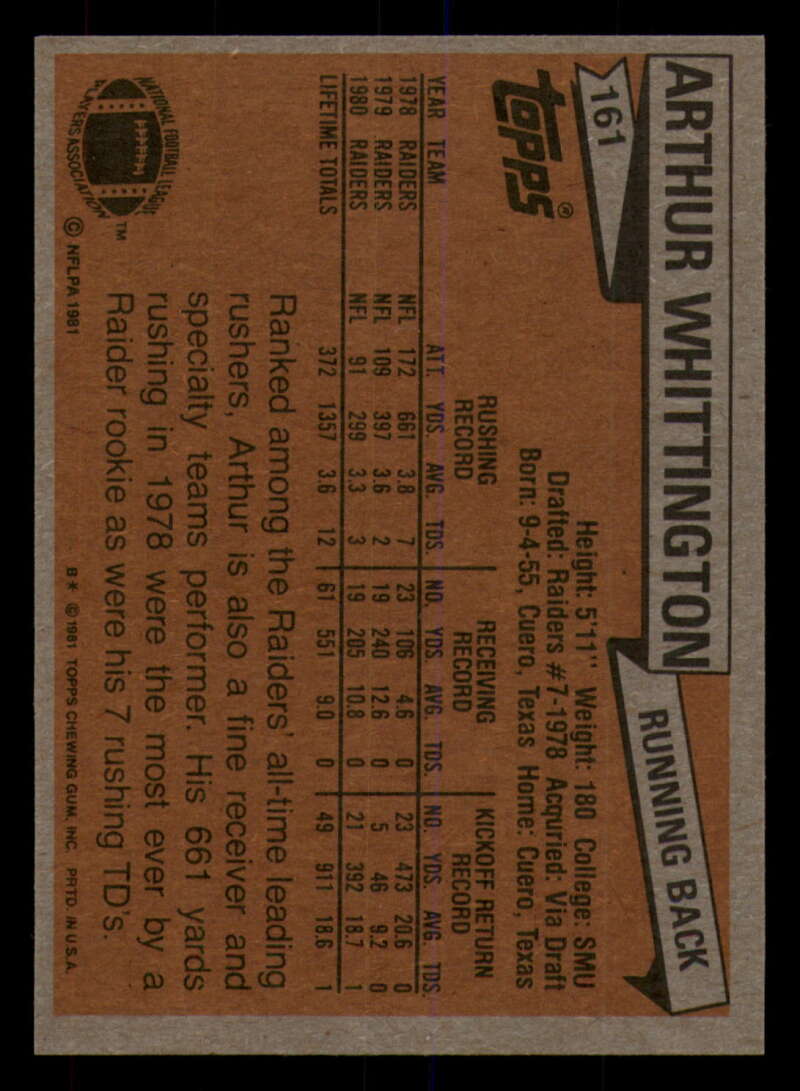 ARTHUR WHITTINGTON
RUNNING BACK
161
topps®
Height: 5'11" Weight: 180 College: SMU
Drafted: Raiders #7-1978 Acquried: Via Draft
Born: 9-4-55, Cuero, Texas Home: Cuero, Texas
RUSHING RECORD RECEIVING RECORD KICKOFF RETURN RECORD
YEAR TEAM ATT. YDS. AVG. TDS. NO. YDS. AVG. TDS. NO. YDS. AVG. TDS.
1978 RAIDERS NFL 172 661 3.8 7 23 106 4.6 0 23 473 20.6 0
1979 RAIDERS NFL 109 397 3.6 2 19 240 12.6 0 5 46 9.2 0
1980 RAIDERS NFL 91 299 3.3 3 19 205 10.8 0 21 392 18.7 1
LIFETIME TOTALS 372 1357 3.6 12 61 551 9.0 0 49 911 18.6 1
Ranked among the Raiders' all-time leading
rushers, Arthur is also a fine receiver and
specialty teams performer. His 661 yards
rushing in 1978 were the most ever by a
Raider rookie as were his 7 rushing TD's.
NATIONAL FOOTBALL LEAGUE
PLAYERS ASSOCIATION
TM
© NFLPA 1981
B* © 1981 TOPPS CHEWING GUM, INC. PRTD. IN U.S.A.